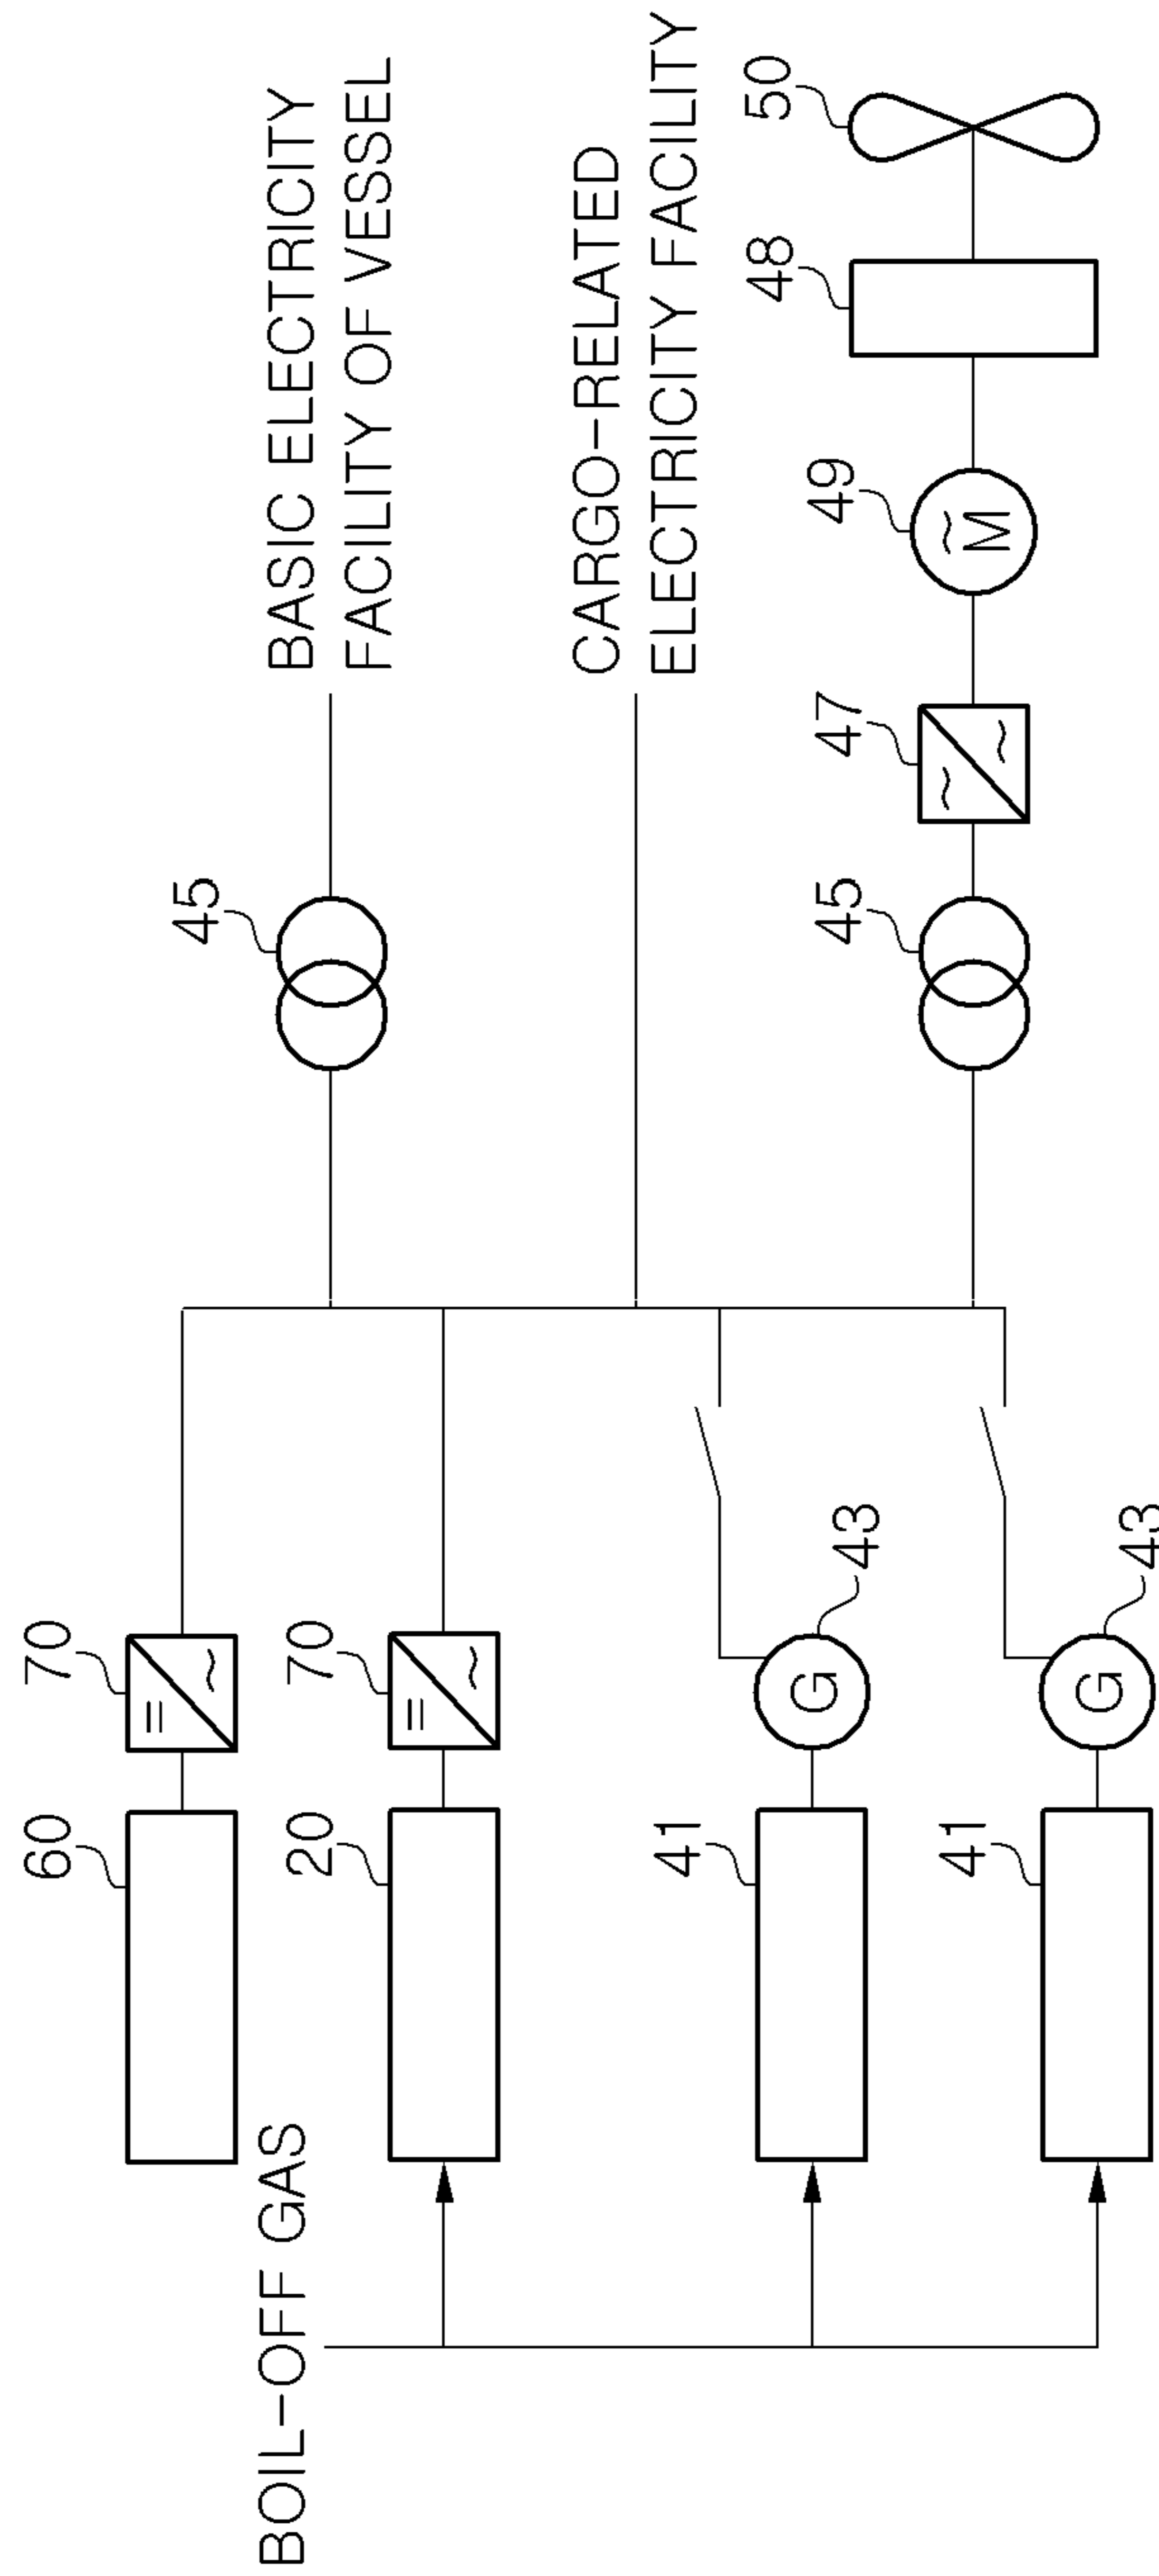 60
70
45
BOIL-OFF GAS
BASIC ELECTRICITY
FACILITY OF VESSEL
20
70
CARGO-RELATED
ELECTRICITY FACILITY
41
G
43
45
47
49
M
48
50
41
G
43